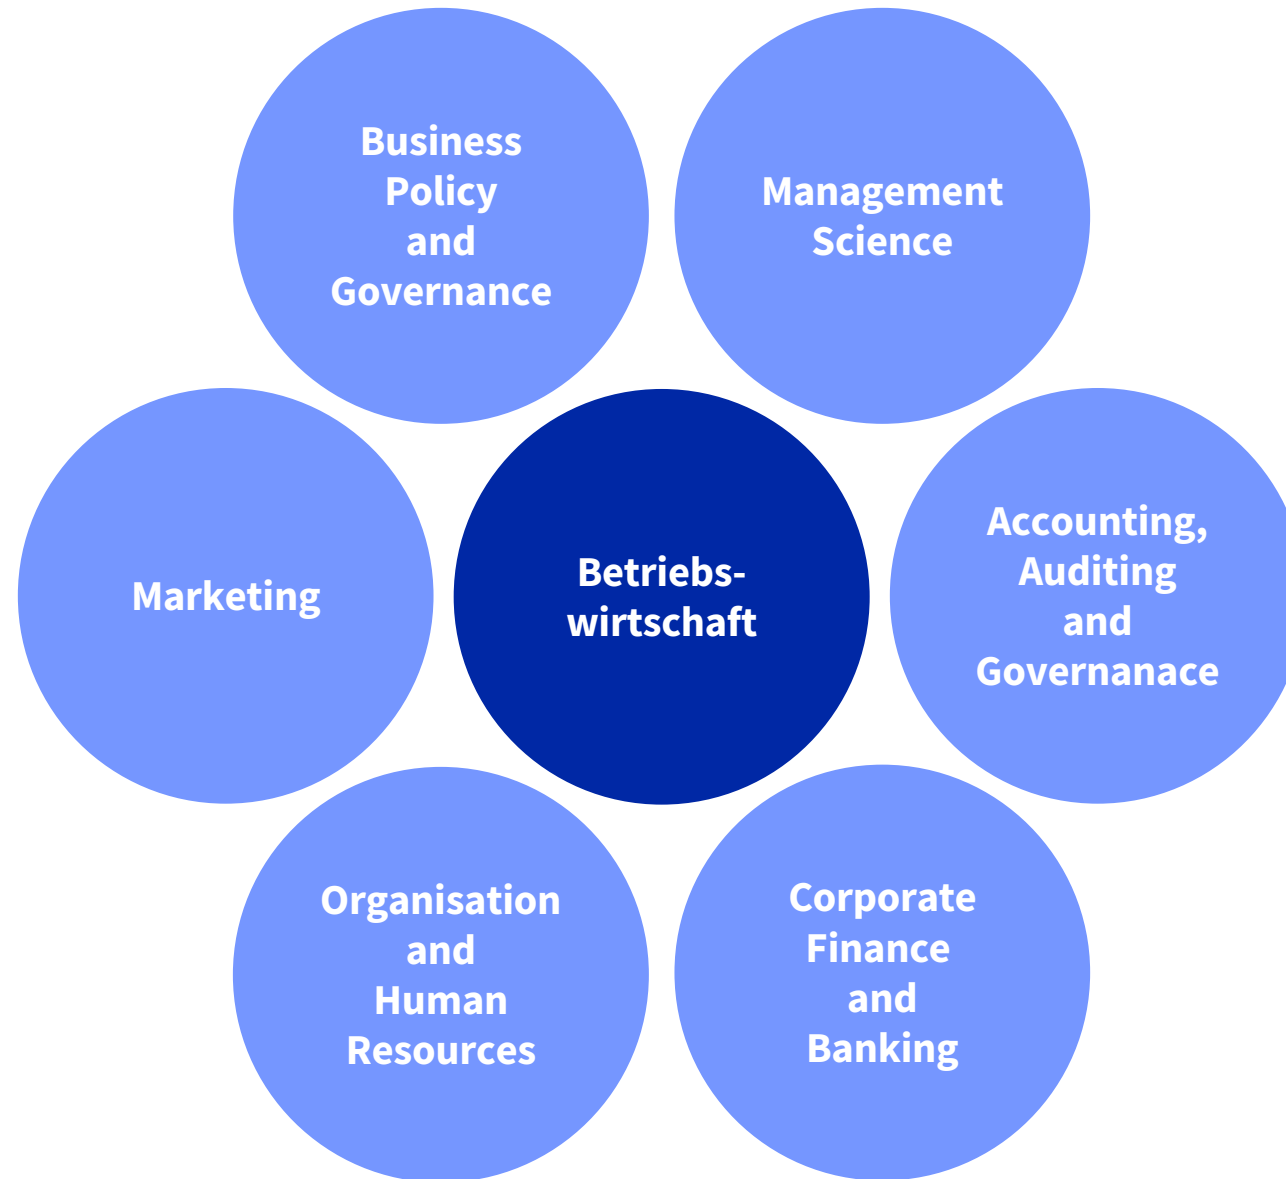 Business
Policy
and
Governance
Management
Science
Marketing
Betriebs-
wirtschaft
Accounting,
Auditing
and
Governanace
Organisation
and
Human
Resources
Corporate
Finance
and
Banking